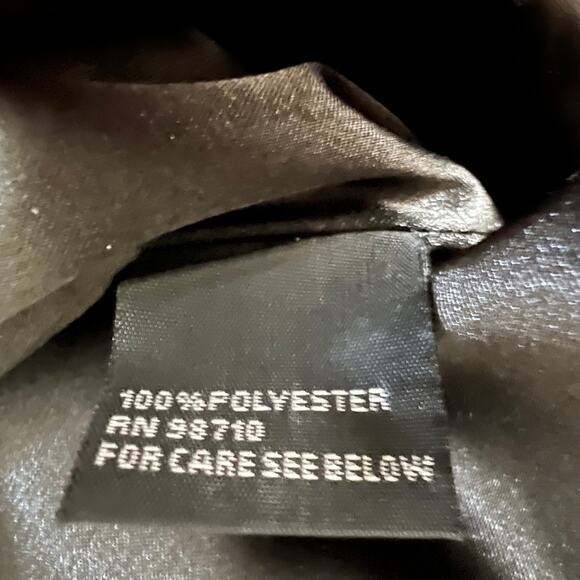 100%POLYESTER
RN 98710
FOR CARE SEE BELOW